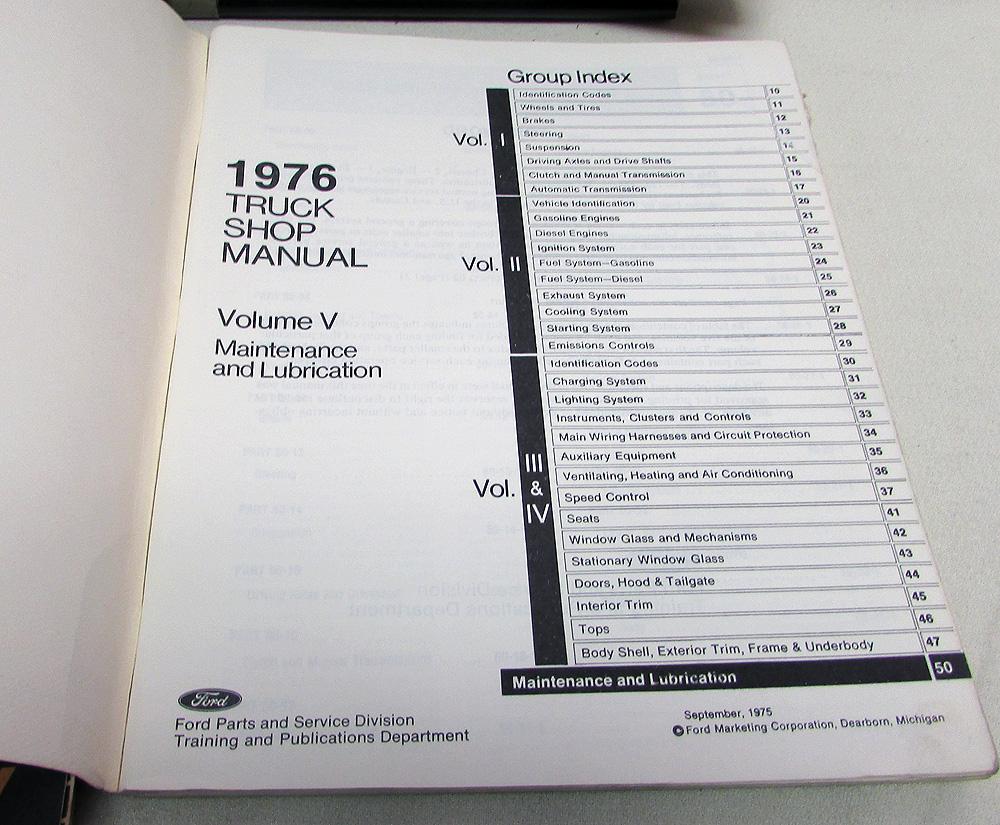 1976
TRUCK
SHOP
MANUAL
Volume V
Maintenance
and Lubrication
Group Index
Vol. I
Identification Codes 10
Wheels and Tires 11
Brakes 12
Steering 13
Suspension 14
Driving Axles and Drive Shafts 15
Clutch and Manual Transmission 16
Automatic Transmission 17
Vol. II
Vehicle Identification 20
Gasoline Engines 21
Diesel Engines 22
Ignition System 23
Fuel System—Gasoline 24
Fuel System—Diesel 25
Exhaust System 26
Cooling System 27
Starting System 28
Emissions Controls 29
Vol. III & IV
Identification Codes 30
Charging System 31
Lighting System 32
Instruments, Clusters and Controls 33
Main Wiring Harnesses and Circuit Protection 34
Auxiliary Equipment 35
Ventilating, Heating and Air Conditioning 36
Speed Control 37
Seats 41
Window Glass and Mechanisms 42
Stationary Window Glass 43
Doors, Hood & Tailgate 44
Interior Trim 45
Tops 46
Body Shell, Exterior Trim, Frame & Underbody 47
Maintenance and Lubrication 50
Ford
Ford Parts and Service Division
Training and Publications Department
September, 1975
© Ford Marketing Corporation, Dearborn, Michigan